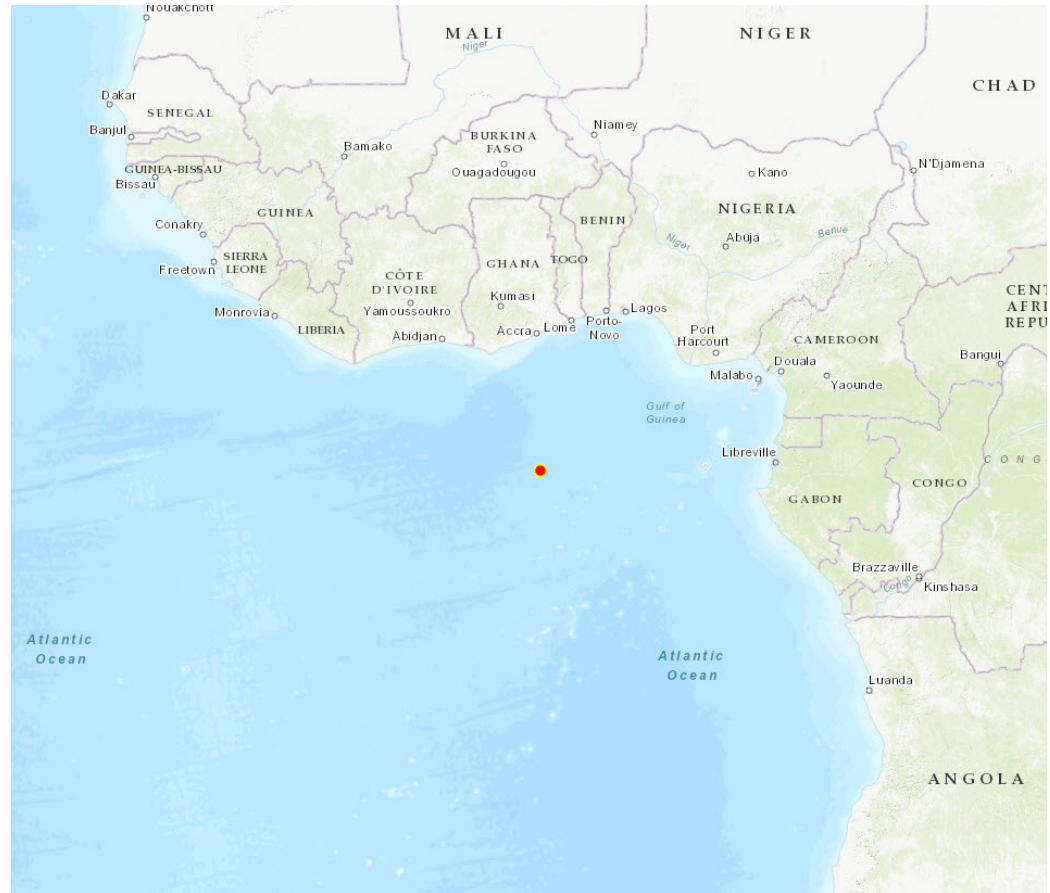 Nouakchott
MALI
NIGER
Niger
CHAD
Dakar
SENEGAL
Banjul
Niamey
BURKINA
FASO
Bamako
Ouagadougou
N'Djamena
Kano
GUINEA-BISSAU
Bissau
GUINEA
BENIN
NIGERIA
Conakry
Niger
Abuja
Benue
SIERRA
LEONE
Freetown
GHANA
TOGO
CÔTE
D'IVOIRE
Yamoussoukro
Kumasi
CENT
AFRI
REPU
Monrovia
LIBERIA
Abidjan
Accra
Lome
Porto-
Novo
Lagos
Port
Harcourt
CAMEROON
Bangui
Douala
Malabo
Yaounde
Gulf of
Guinea
Libreville
CONG
GABON
CONGO
Brazzaville
Congo
Kinshasa
Atlantic
Ocean
Atlantic
Ocean
Luanda
ANGOLA